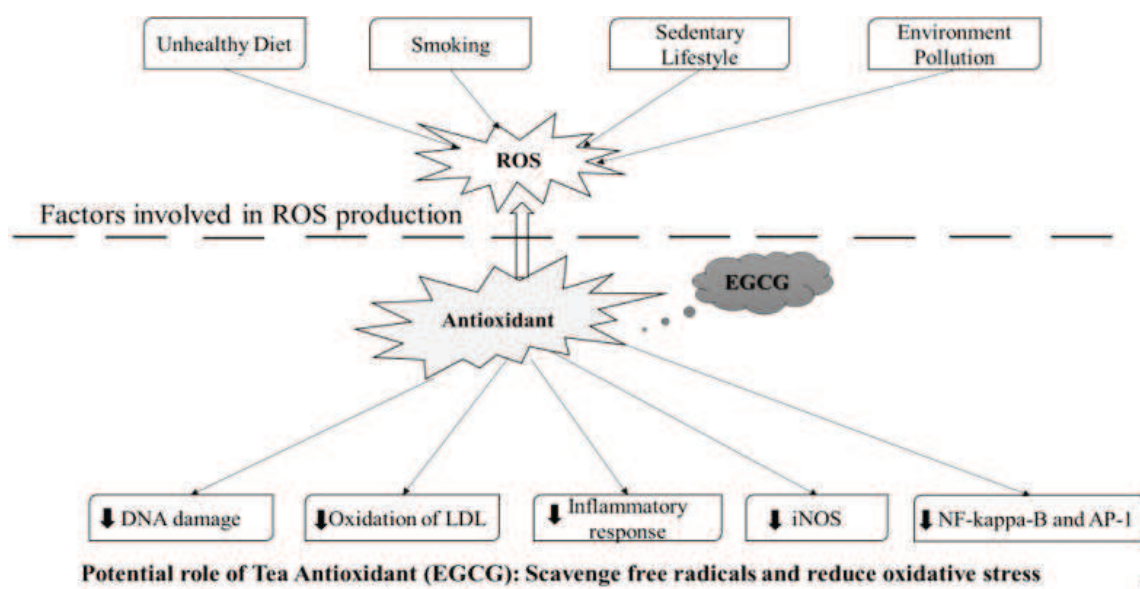 Unhealthy Diet
Smoking
Sedentary
Lifestyle
Environment
Pollution
ROS
Factors involved in ROS production
EGCG
Antioxidant
DNA damage
Oxidation of LDL
Inflammatory
response
iNOS
NF-kappa-B and AP-1
Potential role of Tea Antioxidant (EGCG): Scavenge free radicals and reduce oxidative stress